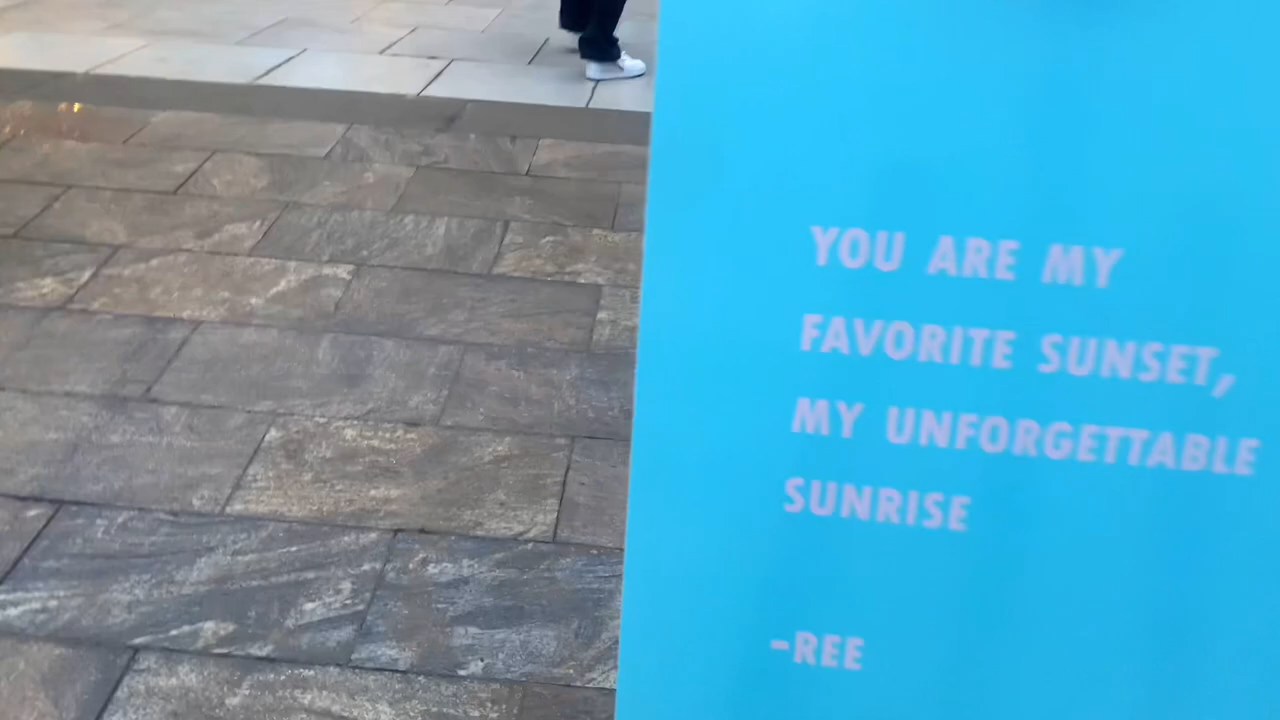 YOU ARE MY
FAVORITE SUNSET,
MY UNFORGETTABLE
SUNRISE
-REE